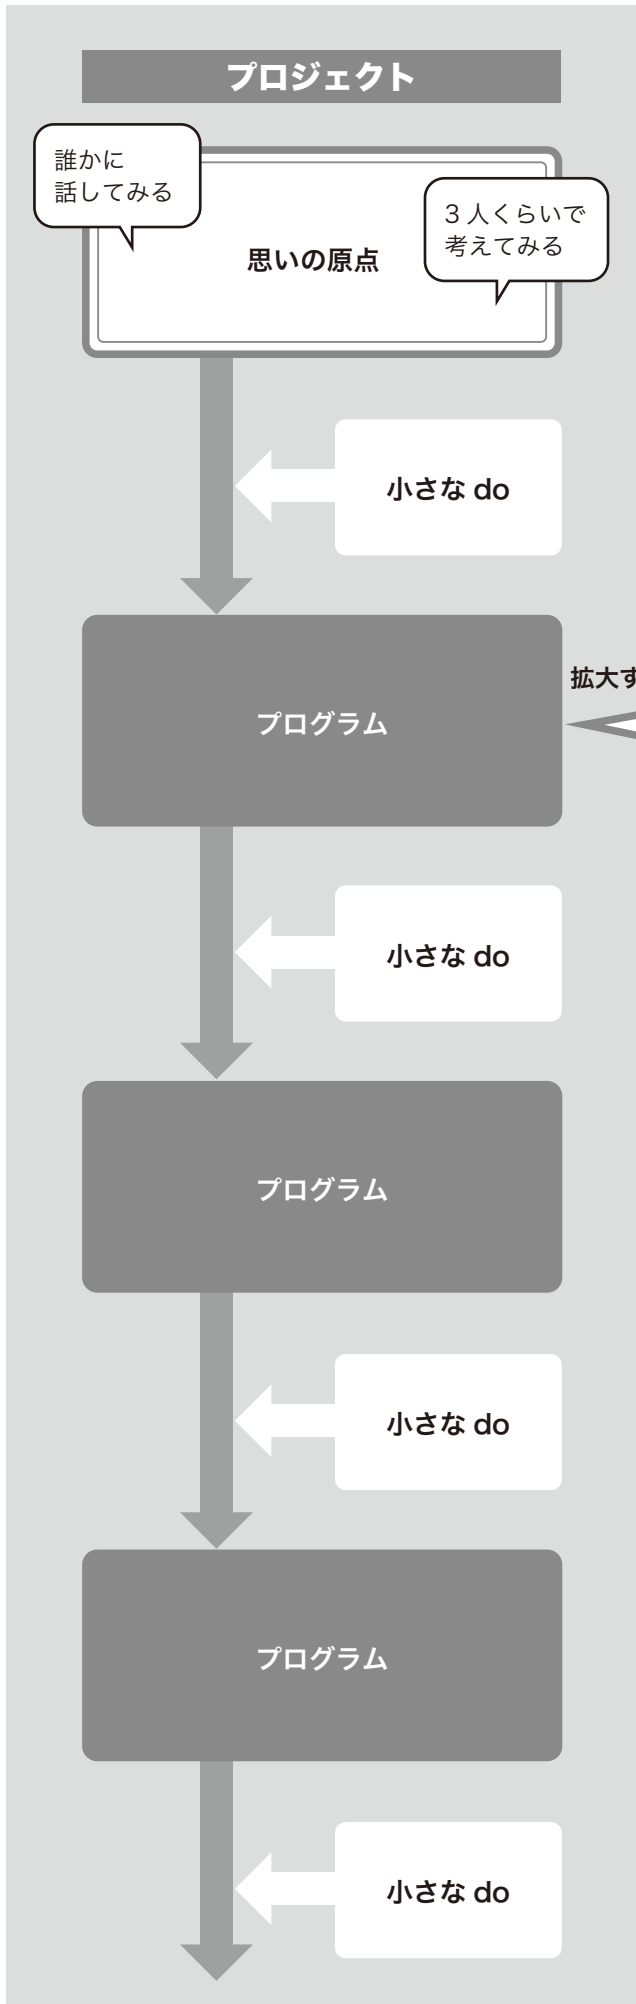 プロジェクト
誰かに
話してみる
3 人くらいで
考えてみる
思いの原点
小さな do
プログラム
拡大す
小さな do
プログラム
小さな do
プログラム
小さな do